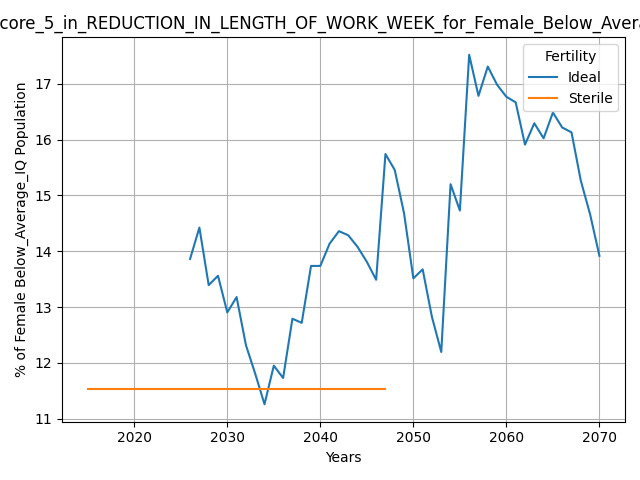 core_5_in_REDUCTION_IN_LENGTH_OF_WORK_WEEK_for_Female_Below_Avera
% of Female Below_Average_IQ Population
17
16
15
14
13
12
11
Fertility
Ideal
Sterile
2020
2030
2040
2050
2060
2070
Years